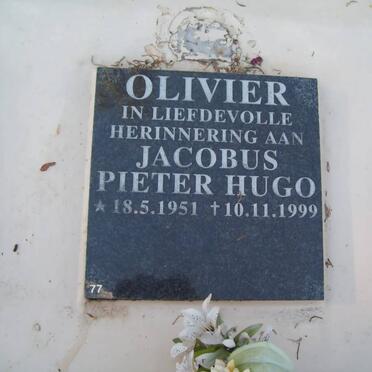 OLIVIER
IN LIEFDEVOLLE
HERINNERING AAN
JACOBUS
PIETER HUGO
★ 18.5.1951 † 10.11.1999
77